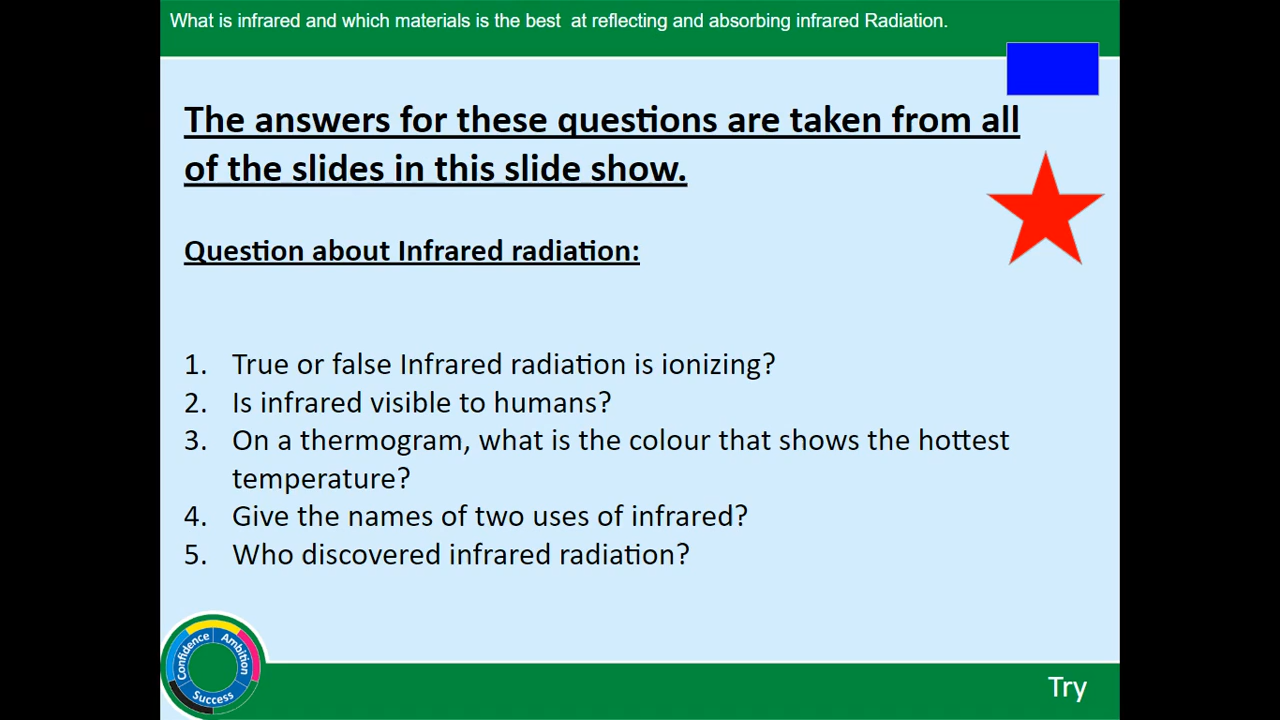 What is infrared and which materials is the best  at reflecting and absorbing infrared Radiation.
The answers for these questions are taken from all
of the slides in this slide show.
Question about Infrared radiation:
1. True or false Infrared radiation is ionizing?
2. Is infrared visible to humans?
3. On a thermogram, what is the colour that shows the hottest
temperature?
4. Give the names of two uses of infrared?
5. Who discovered infrared radiation?
Confidence
Ambition
Success
Try